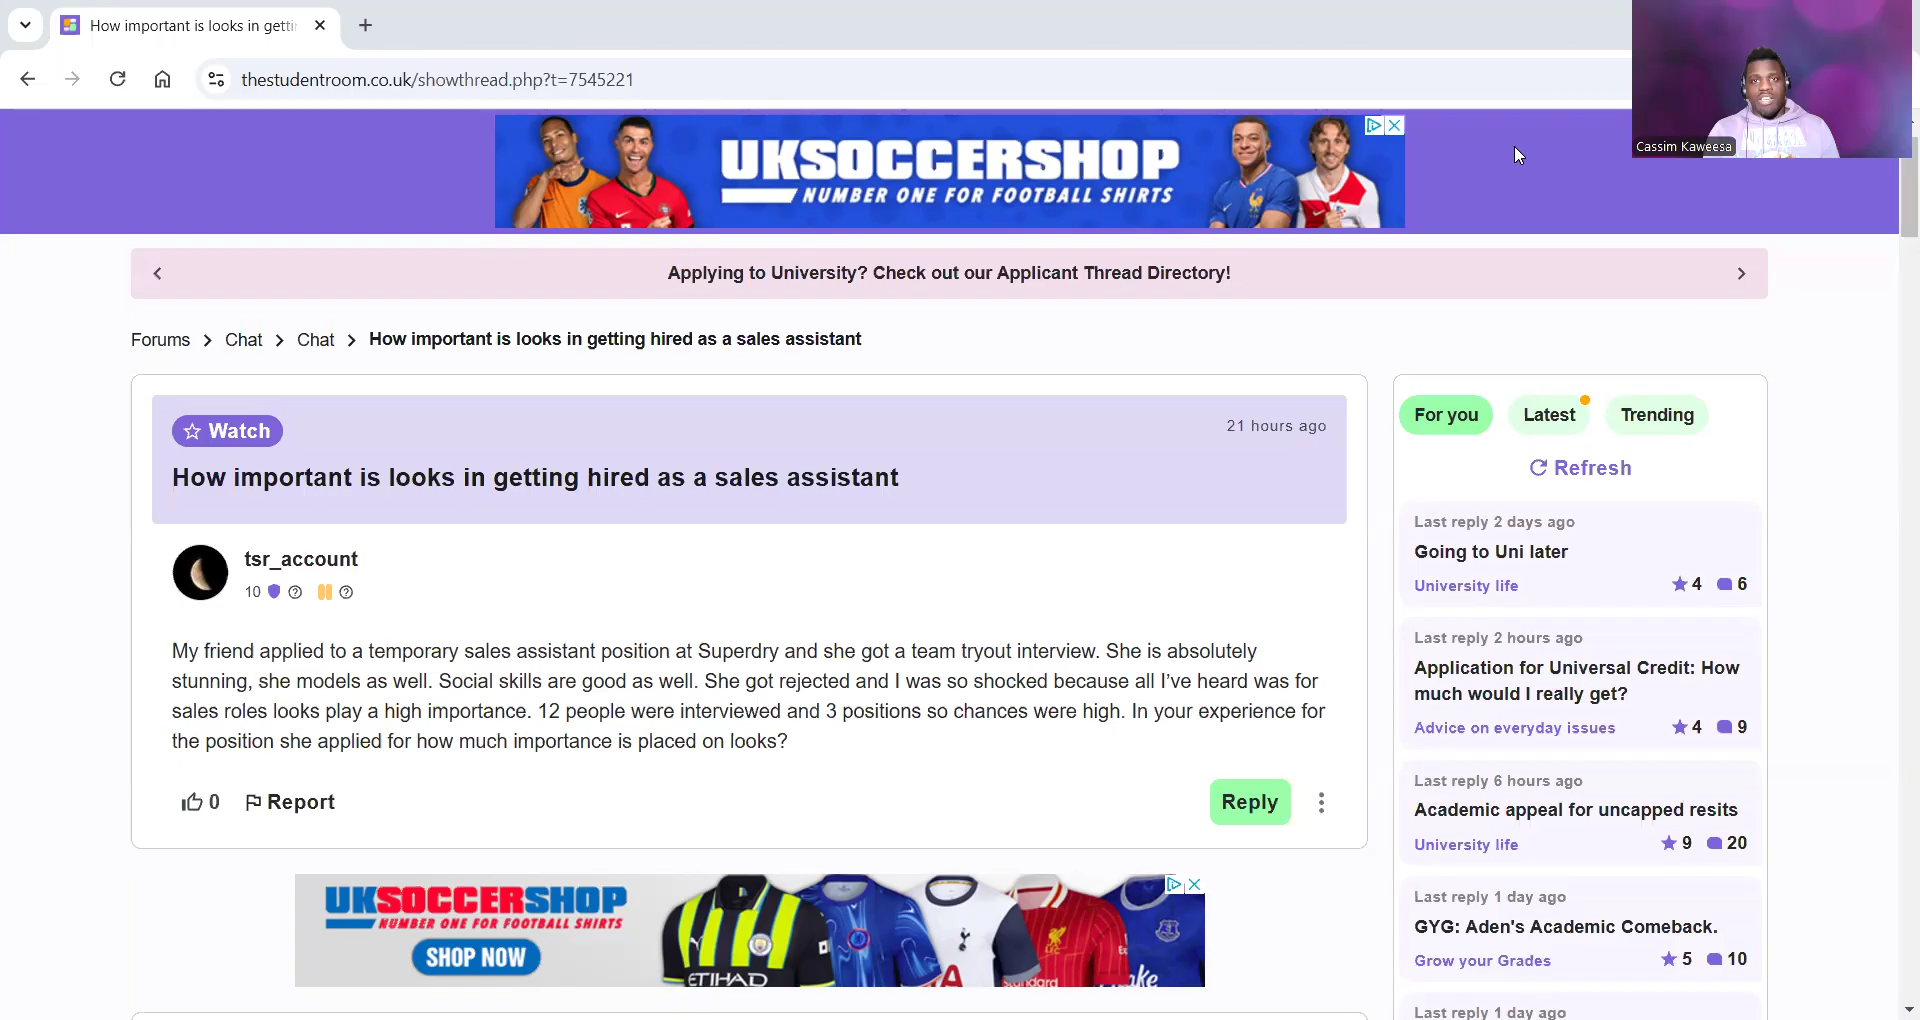 How important is looks in getti
thestudentroom.co.uk/showthread.php?t=7545221
Cassim Kaweesa
UKSOCCERSHOP
NUMBER ONE FOR FOOTBALL SHIRTS
Applying to University? Check out our Applicant Thread Directory!
Forums > Chat > Chat > How important is looks in getting hired as a sales assistant
Watch
21 hours ago
How important is looks in getting hired as a sales assistant
tsr_account
10
My friend applied to a temporary sales assistant position at Superdry and she got a team tryout interview. She is absolutely
stunning, she models as well. Social skills are good as well. She got rejected and I was so shocked because all I've heard was for
sales roles looks play a high importance. 12 people were interviewed and 3 positions so chances were high. In your experience for
the position she applied for how much importance is placed on looks?
0 Report
Reply
UKSOCCERSHOP
NUMBER ONE FOR FOOTBALL SHIRTS
SHOP NOW
ETIHAD
Standard
For you Latest Trending
Refresh
Last reply 2 days ago
Going to Uni later
University life 4 6
Last reply 2 hours ago
Application for Universal Credit: How
much would I really get?
Advice on everyday issues 4 9
Last reply 6 hours ago
Academic appeal for uncapped resits
University life 9 20
Last reply 1 day ago
GYG: Aden's Academic Comeback.
Grow your Grades 5 10
Last reply 1 day ago